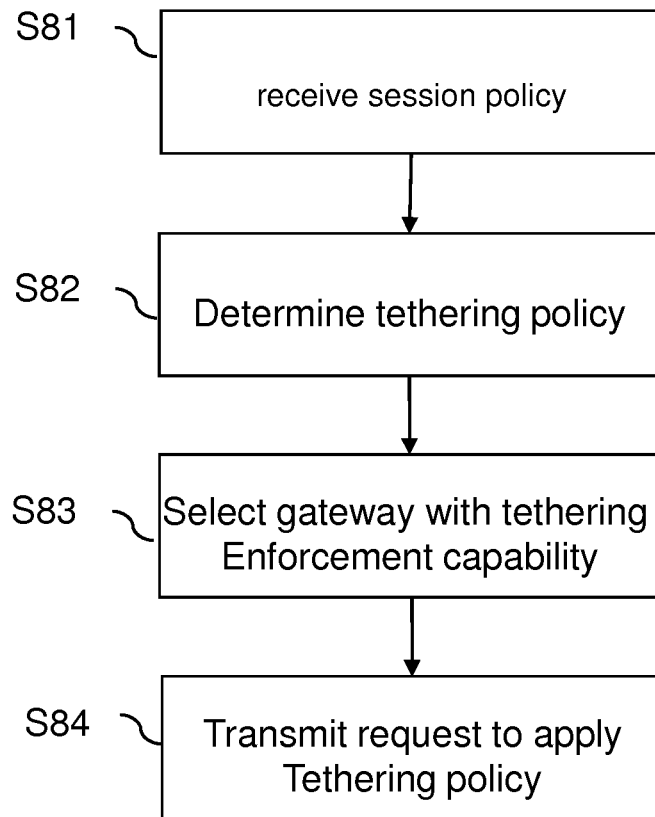 S81
receive session policy
S82
Determine tethering policy
S83
Select gateway with tethering
Enforcement capability
S84
Transmit request to apply
Tethering policy